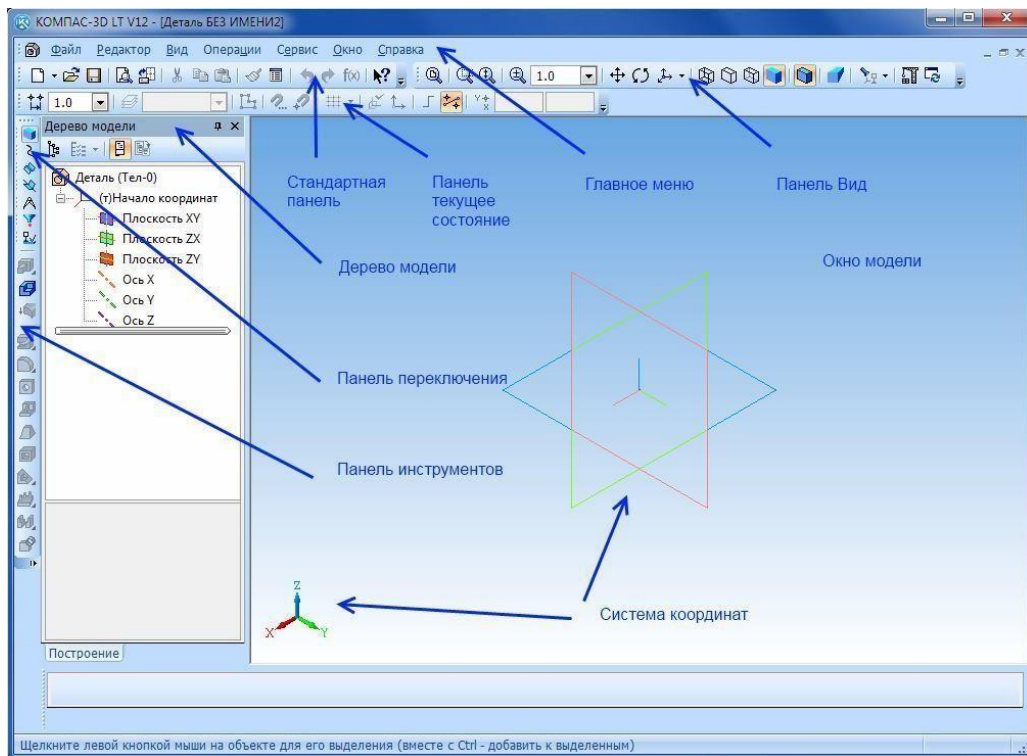 КОМПАС-3D LT V12 - [Деталь БЕЗ ИМЕНИ2]
Файл Редактор Вид Операции Сервис Окно Справка
1.0
1.0
Дерево модели
Деталь (Тел-0)
(т)Начало координат
Плоскость XY
Плоскость ZX
Плоскость ZY
Ось X
Ось Y
Ось Z
Стандартная
панель
Панель
текущее
состояние
Главное меню
Панель Вид
Дерево модели
Окно модели
Панель переключения
Панель инструментов
Система координат
Z
X
Y
Построение
Щелкните левой кнопкой мыши на объекте для его выделения (вместе с Ctrl - добавить к выделенным)